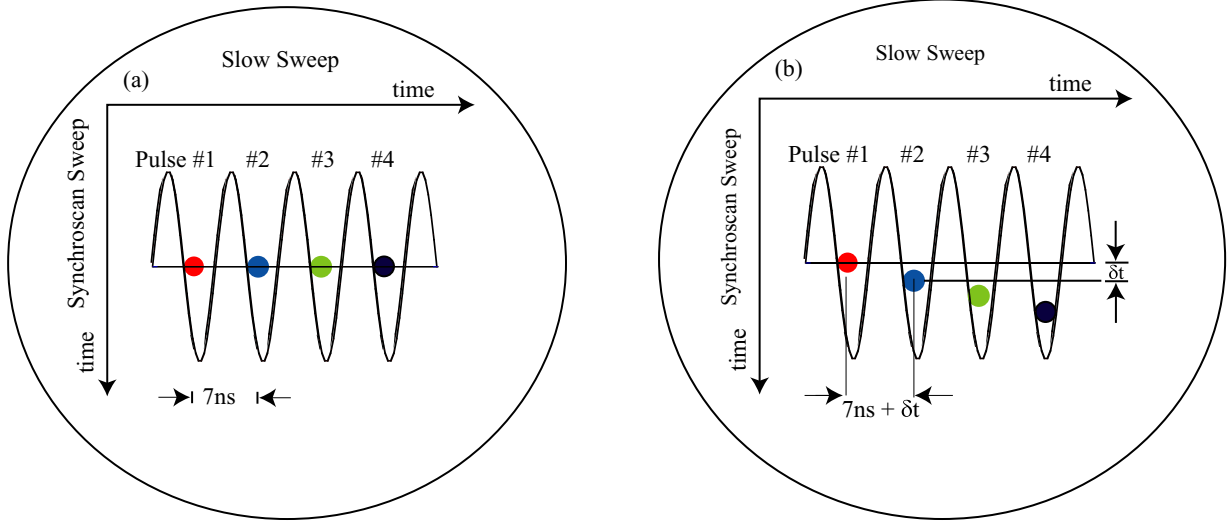 Slow Sweep
(a)
time
Synchroscan Sweep
time
Pulse #1 #2 #3 #4
7ns
Slow Sweep
(b)
time
Synchroscan Sweep
time
Pulse #1 #2 #3 #4
δt
7ns + δt